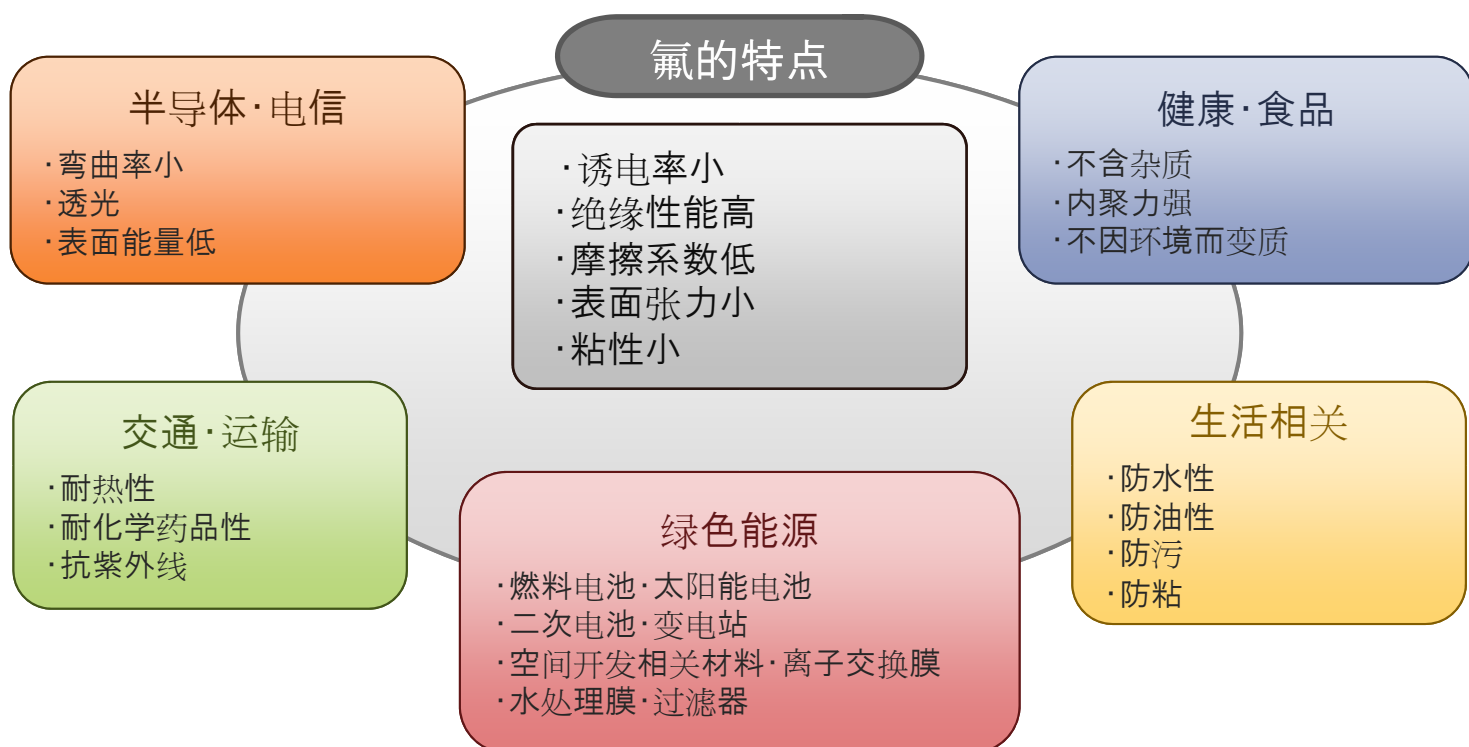 氟的特点
·诱电率小
·绝缘性能高
·摩擦系数低
·表面张力小
·粘性小
半导体·电信
·弯曲率小
·透光
·表面能量低
健康·食品
·不含杂质
·内聚力强
·不因环境而变质
交通·运输
·耐热性
·耐化学药品性
·抗紫外线
绿色能源
·燃料电池·太阳能电池
·二次电池·变电站
·空间开发相关材料·离子交换膜
·水处理膜·过滤器
生活相关
·防水性
·防油性
·防污
·防粘